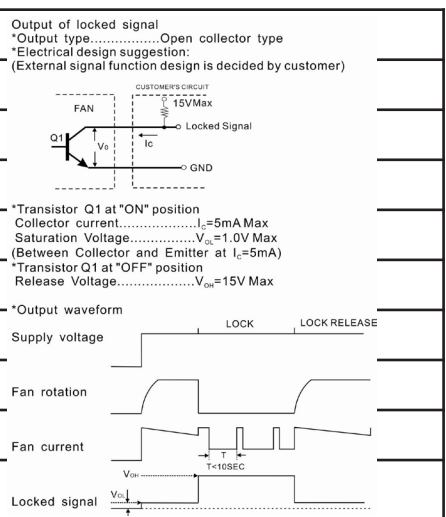 Output of locked signal
*Output type.................Open collector type
*Electrical design suggestion:
(External signal function design is decided by customer)
CUSTOMER'S CIRCUIT
15VMax
FAN
Locked Signal
Q1
Vo
Ic
GND
*Transistor Q1 at "ON" position
Collector current...................IC=5mA Max
Saturation Voltage................VOL=1.0V Max
(Between Collector and Emitter at IC=5mA)
*Transistor Q1 at "OFF" position
Release Voltage...................VOH=15V Max
*Output waveform
LOCK
LOCK RELEASE
Supply voltage
Fan rotation
Fan current
T
T<10SEC
VOH
VOL
Locked signal